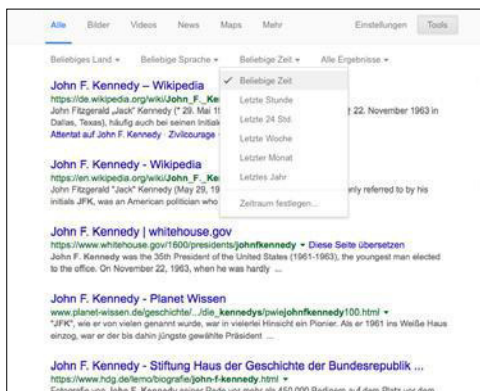 Alle Bilder Videos News Maps Mehr Einstellungen Tools
Beliebiges Land Beliebige Sprache Beliebige Zeit Alle Ergebnisse
Beliebige Zeit
Letzte Stunde
Letzte 24 Std.
Letzte Woche
Letzter Monat
Letztes Jahr
Zeitraum festlegen...
John F. Kennedy – Wikipedia
https://de.wikipedia.org/wiki/John_F._Ke
John Fitzgerald „Jack“ Kennedy (* 29. Mai 22. November 1963 in
Dallas, Texas), häufig auch bei seinen
Attentat auf John F. Kennedy · Zivilcourage
John F. Kennedy - Wikipedia
https://en.wikipedia.org/wiki/John_F._Ke
John Fitzgerald "Jack" Kennedy (May 29, 19 only referred to by his
initials JFK, was an American politician who
John F. Kennedy | whitehouse.gov
https://www.whitehouse.gov/1600/presidents/johnfkennedy Diese Seite übersetzen
John F. Kennedy was the 35th President of the United States (1961-1963), the youngest man elected
to the office. On November 22, 1963, when he was hardly ...
John F. Kennedy - Planet Wissen
www.planet-wissen.de/geschichte/.../die_kennedys/pwiejohnfkennedy100.html
"JFK", wie er von vielen genannt wurde, war in vielerlei Hinsicht ein Pionier. Als er 1961 ins Weiße Haus
einzog, war er der bis dahin jüngste gewählte Präsident ...
John F. Kennedy - Stiftung Haus der Geschichte der Bundesrepublik ...
https://www.hdg.de/lemo/biografie/john-f-kennedy.html